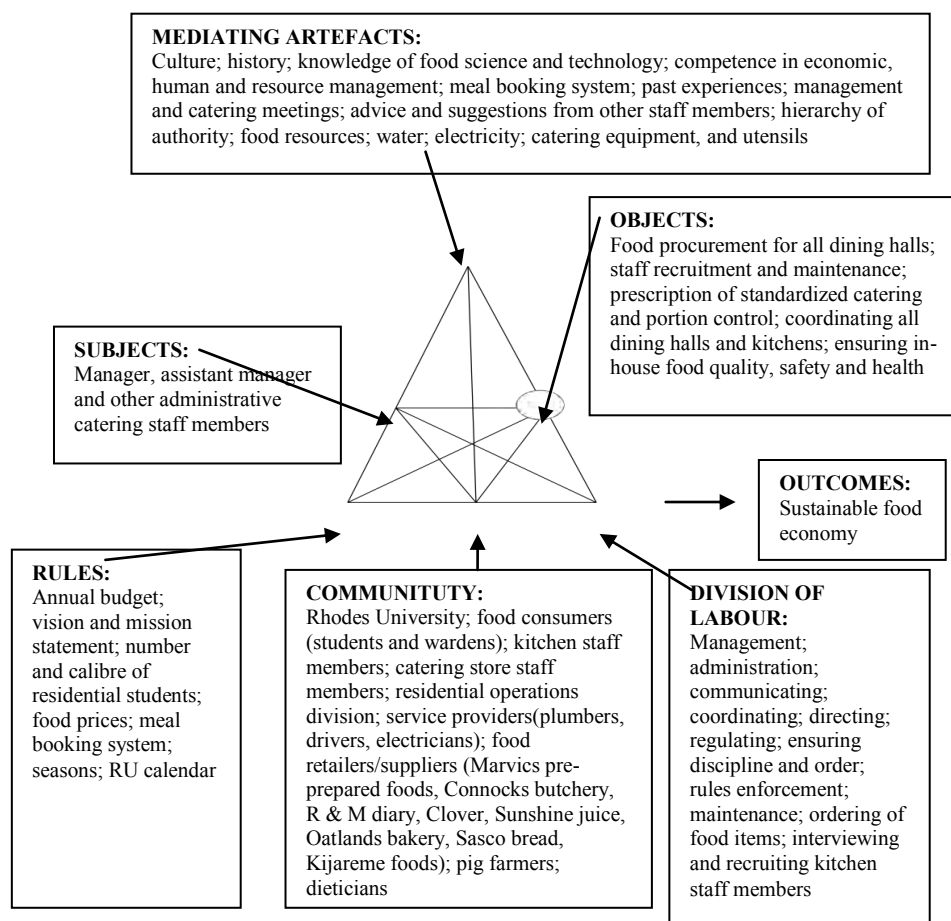 MEDIATING ARTEFACTS:
Culture; history; knowledge of food science and technology; competence in economic,
human and resource management; meal booking system; past experiences; management
and catering meetings; advice and suggestions from other staff members; hierarchy of
authority; food resources; water; electricity; catering equipment, and utensils
OBJECTS:
Food procurement for all dining halls;
staff recruitment and maintenance;
prescription of standardized catering
and portion control; coordinating all
dining halls and kitchens; ensuring in-
house food quality, safety and health
SUBJECTS:
Manager, assistant manager
and other administrative
catering staff members
OUTCOMES:
Sustainable food
economy
RULES:
Annual budget;
vision and mission
statement; number
and calibre of
residential students;
food prices; meal
booking system;
seasons; RU calendar
COMMUNITUTY:
Rhodes University; food consumers
(students and wardens); kitchen staff
members; catering store staff
members; residential operations
division; service providers(plumbers,
drivers, electricians); food
retailers/suppliers (Marvics pre-
prepared foods, Connocks butchery,
R & M diary, Clover, Sunshine juice,
Oatlands bakery, Sasco bread,
Kijareme foods); pig farmers;
dieticians
DIVISION OF
LABOUR:
Management;
administration;
communicating;
coordinating; directing;
regulating; ensuring
discipline and order;
rules enforcement;
maintenance; ordering of
food items; interviewing
and recruiting kitchen
staff members